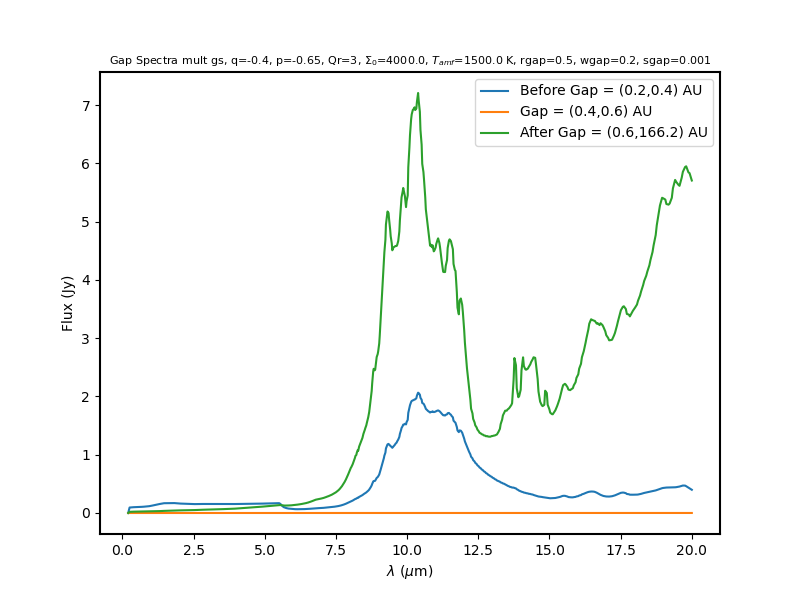 Gap Spectra mult gs, q=-0.4, p=-0.65, Qr=3, Σ₀=4000.0, T_amf=1500.0 K, rgap=0.5, wgap=0.2, sgap=0.001
Before Gap = (0.2,0.4) AU
Gap = (0.4,0.6) AU
After Gap = (0.6,166.2) AU
Flux (Jy)
7
6
5
4
3
2
1
0
0.0 2.5 5.0 7.5 10.0 12.5 15.0 17.5 20.0
λ (μm)